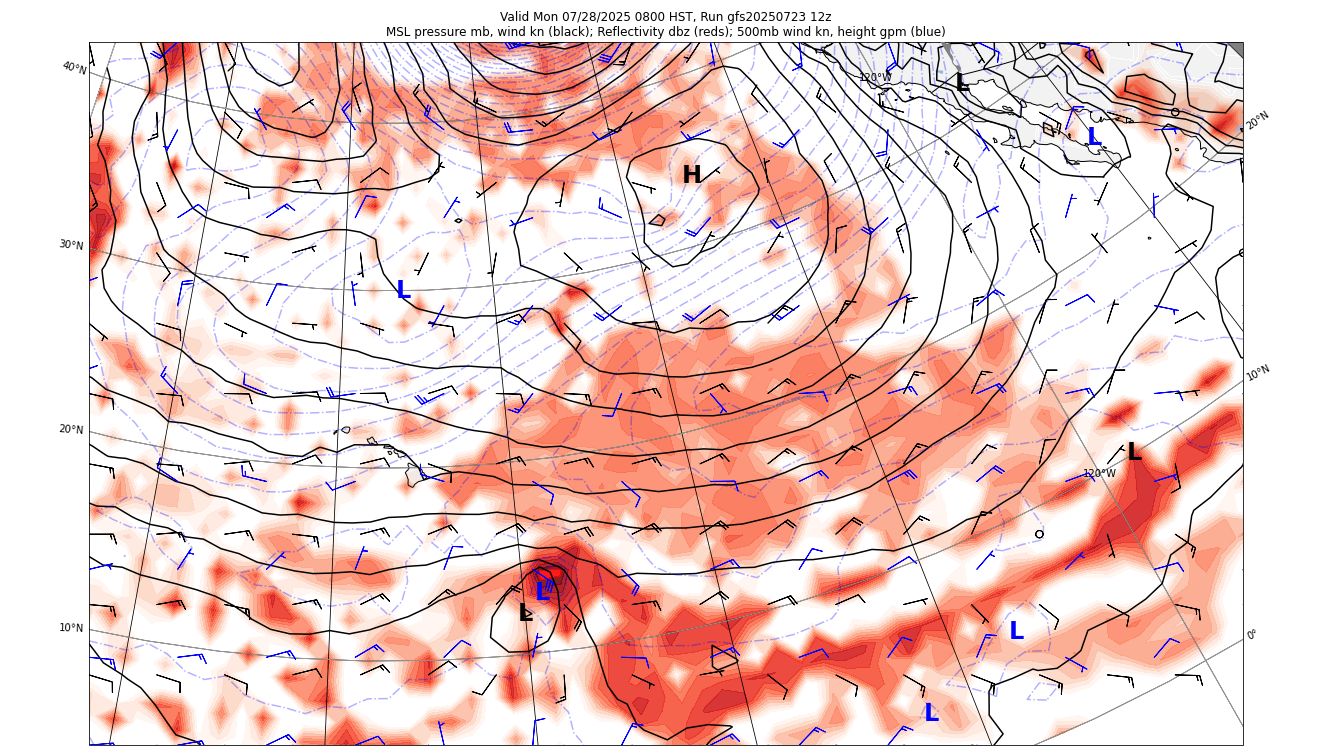 Valid Mon 07/28/2025 0800 HST, Run gfs20250723 12z
MSL pressure mb, wind kn (black); Reflectivity dbz (reds); 500mb wind kn, height gpm (blue)
40°N
120°W
L
20°N
L
H
30°N
L
10°N
20°N
L
120°W
L
L
10°N
L
0°
L